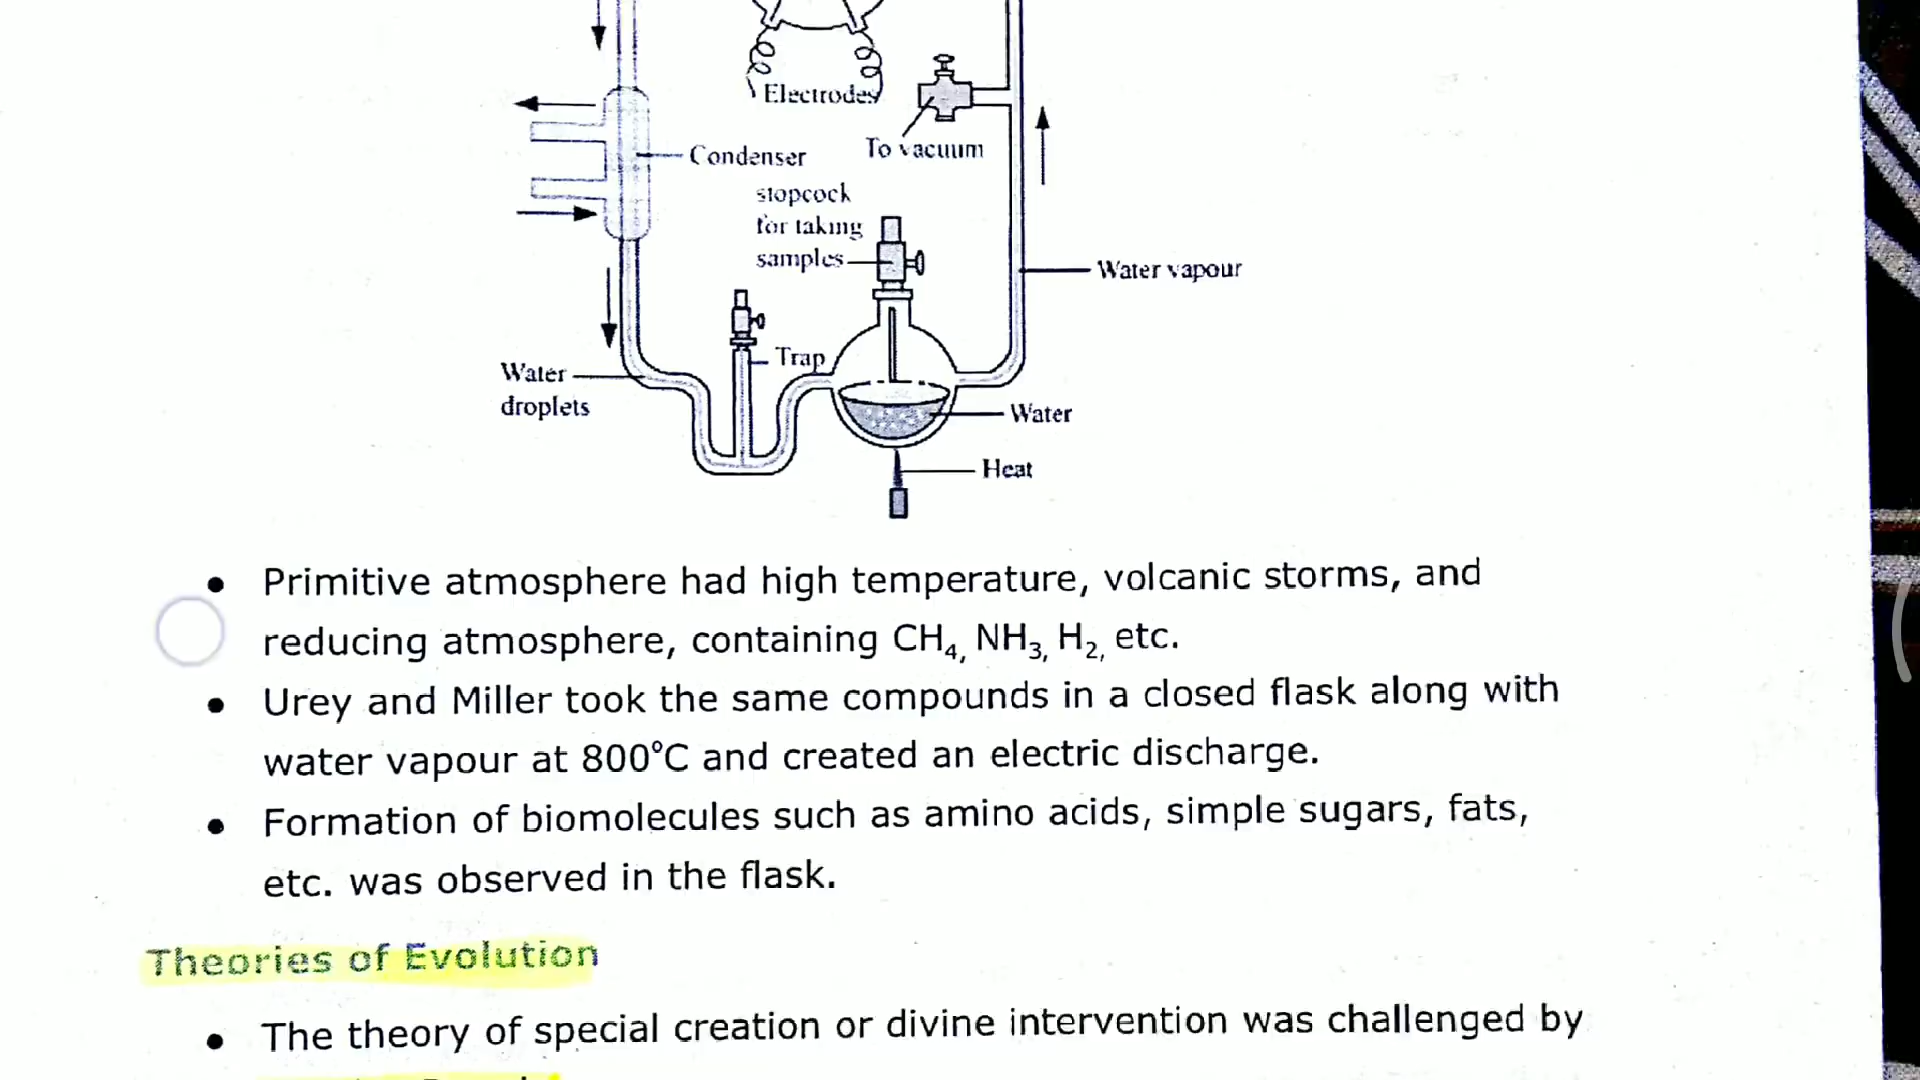 Electrodes
To vacuum
Condenser
stopcock
for taking
samples
Water vapour
Trap
Water
droplets
Water
Heat
• Primitive atmosphere had high temperature, volcanic storms, and
reducing atmosphere, containing CH₄, NH₃, H₂, etc.
• Urey and Miller took the same compounds in a closed flask along with
water vapour at 800°C and created an electric discharge.
• Formation of biomolecules such as amino acids, simple sugars, fats,
etc. was observed in the flask.
Theories of Evolution
• The theory of special creation or divine intervention was challenged by